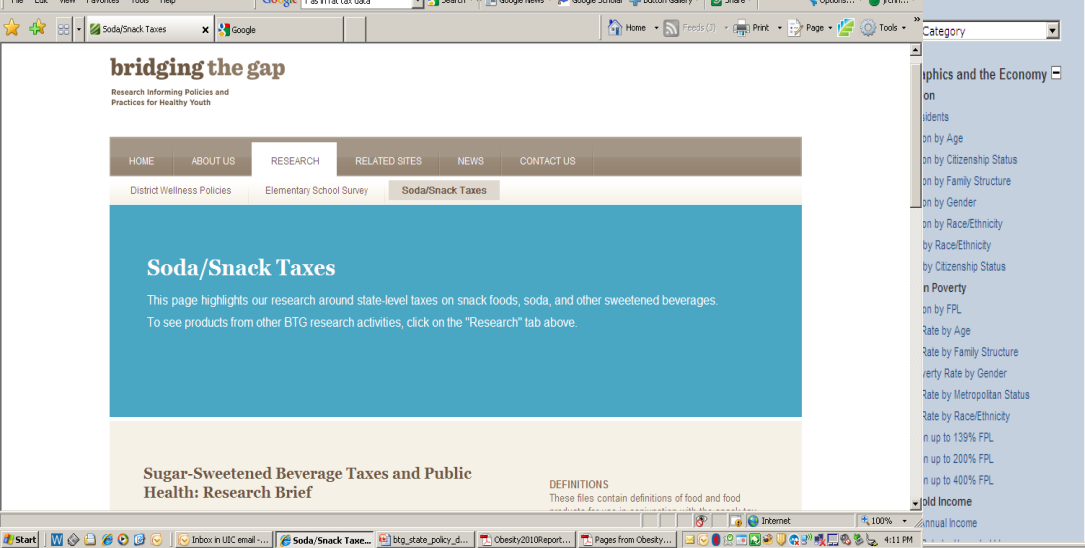 File Edit View Favorites Tools Help
Google
Search
Google News
Google Scholar
Button Gallery
Share
Options...
Soda/Snack Taxes
Google
Home
Feeds (J)
Print
Page
Tools
»
bridging the gap
Research Informing Policies and
Practices for Healthy Youth
HOME ABOUT US RESEARCH RELATED SITES NEWS CONTACT US
District Wellness Policies Elementary School Survey Soda/Snack Taxes
Soda/Snack Taxes
This page highlights our research around state-level taxes on snack foods, soda, and other sweetened beverages.
To see products from other BTG research activities, click on the "Research" tab above.
Sugar-Sweetened Beverage Taxes and Public
Health: Research Brief
DEFINITIONS
These files contain definitions of food and food
Internet
100%
Start
Inbox in UIC email -...
Soda/Snack Taxe...
btg_state_policy_d...
Obesity2010Report...
Pages from Obesity...
4:11 PM
Category
aphics and the Economy
on
sidents
on by Age
on by Citizenship Status
on by Family Structure
on by Gender
on by Race/Ethnicity
by Race/Ethnicity
by Citizenship Status
n Poverty
on by FPL
Rate by Age
Rate by Family Structure
verty Rate by Gender
Rate by Metropolitan Status
Rate by Race/Ethnicity
n up to 139% FPL
n up to 200% FPL
n up to 400% FPL
old Income
Annual Income